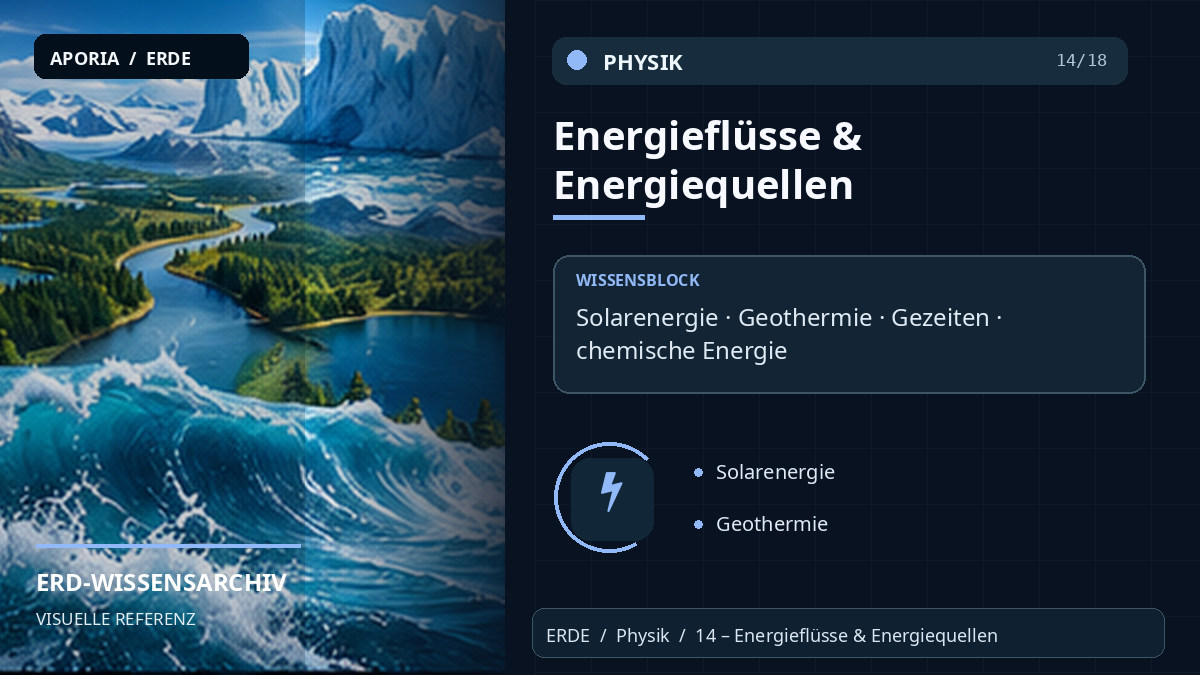 APORIA / ERDE
ERD-WISSENSARCHIV
VISUELLE REFERENZ
PHYSIK
14/18
Energieflüsse &
Energiequellen
WISSENSBLOCK
Solarenergie · Geothermie · Gezeiten ·
chemische Energie
Solarenergie
Geothermie
ERDE / Physik / 14 – Energieflüsse & Energiequellen